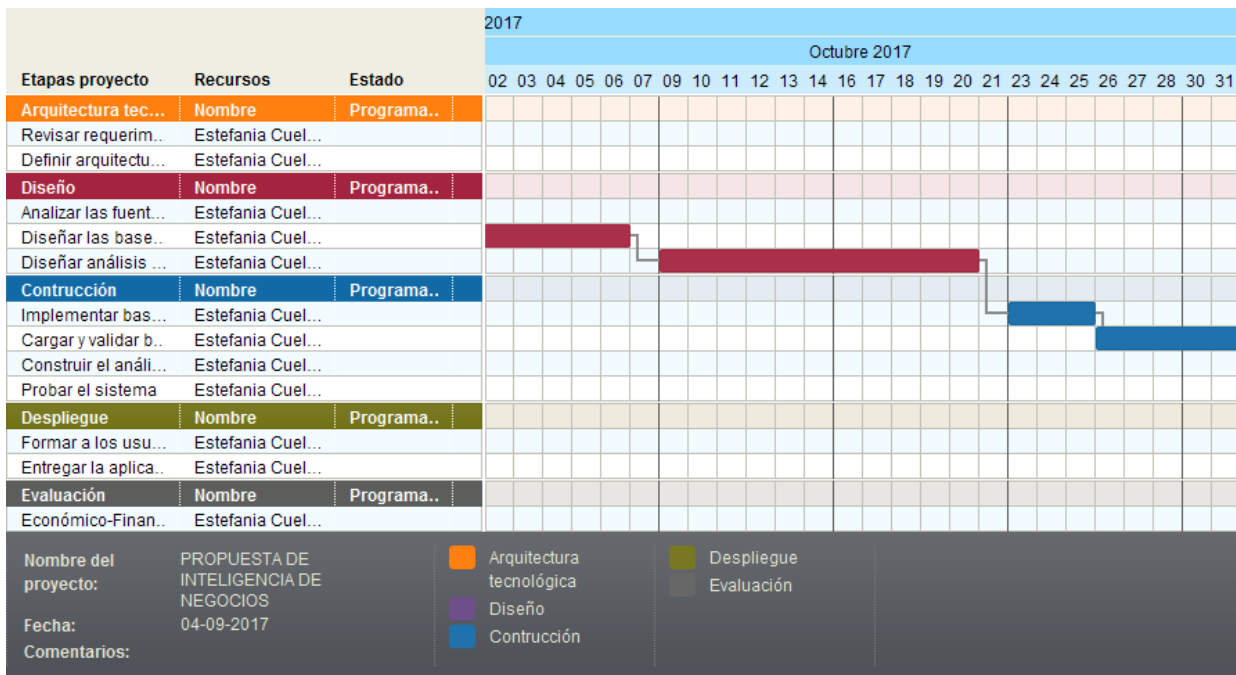 2017
Octubre 2017
Etapas proyecto Recursos Estado 02 03 04 05 06 07 09 10 11 12 13 14 16 17 18 19 20 21 23 24 25 26 27 28 30 31
Arquitectura tec... Nombre Programa..
Revisar requerim.. Estefania Cuel...
Definir arquitectu... Estefania Cuel...
Diseño Nombre Programa..
Analizar las fuent... Estefania Cuel...
Diseñar las base.. Estefania Cuel...
Diseñar análisis ... Estefania Cuel...
Contrucción Nombre Programa..
Implementar bas... Estefania Cuel...
Cargar y validar b.. Estefania Cuel...
Construir el análi... Estefania Cuel...
Probar el sistema Estefania Cuel...
Despliegue Nombre Programa..
Formar a los usu... Estefania Cuel...
Entregar la aplica.. Estefania Cuel...
Evaluación Nombre Programa..
Económico-Finan.. Estefania Cuel...
Nombre del proyecto: PROPUESTA DE
INTELIGENCIA DE
NEGOCIOS
Fecha: 04-09-2017
Comentarios:
Arquitectura
tecnológica
Diseño
Contrucción
Despliegue
Evaluación